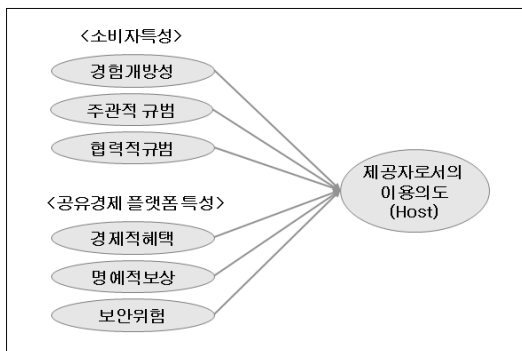 <소비자특성>
경험개방성
주관적 규범
협력적규범
<공유경제 플랫폼 특성>
경제적혜택
명예적보상
보안위험
제공자로서의
이용의도
(Host)